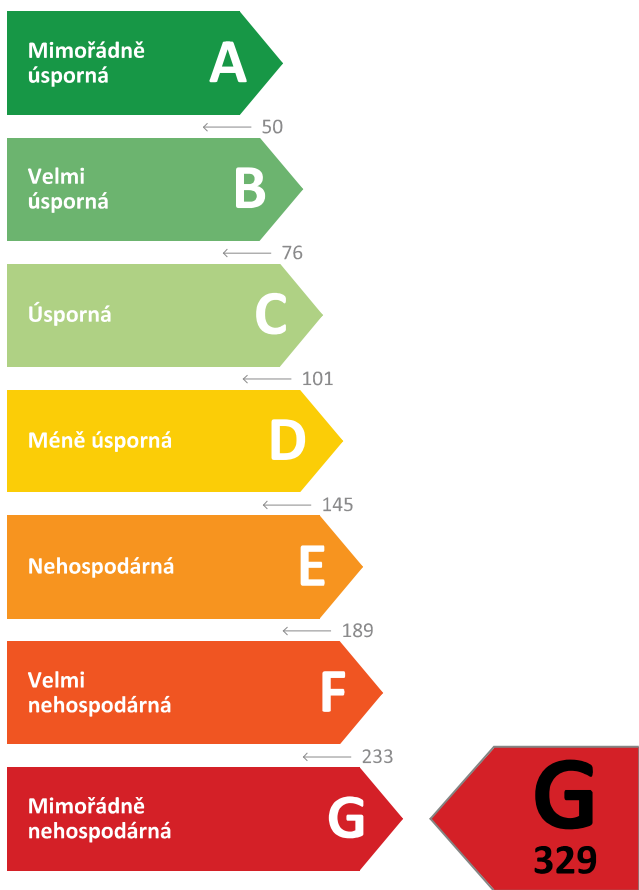 Mimořádně
úsporná
A
50
Velmi
úsporná
B
76
Úsporná
C
101
Méně úsporná
D
145
Nehospodárná
E
189
Velmi
nehospodárná
F
233
Mimořádně
nehospodárná
G
G
329